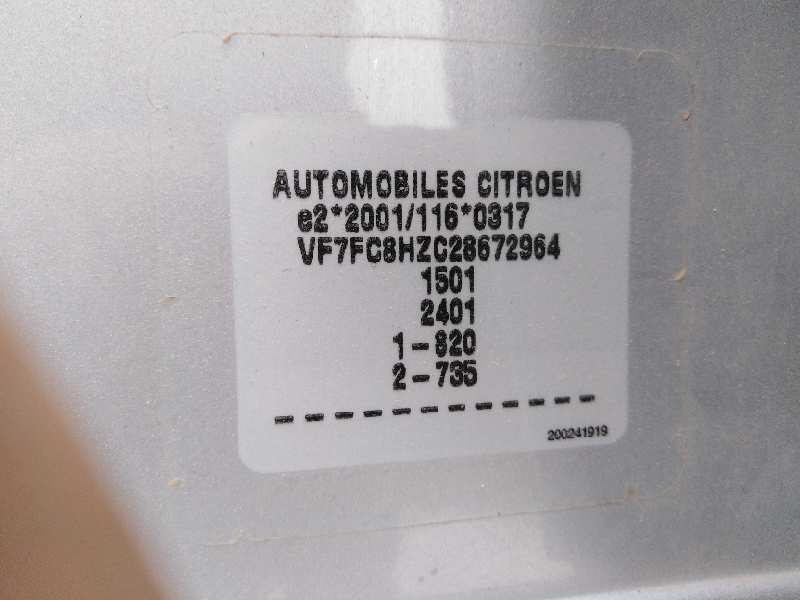 AUTOMOBILES CITROEN
e2*2001/116*0317
VF7FC8HZC28672964
1501
2401
1-820
2-735
------------
200241919